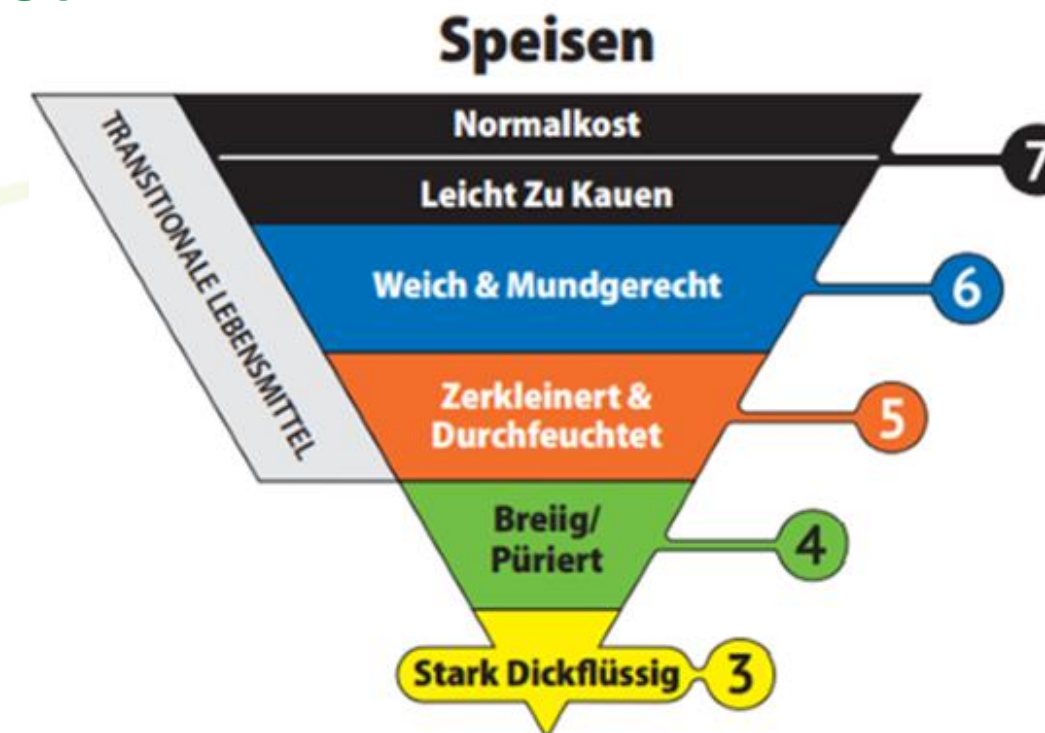 Speisen
TRANSITIONALE LEBENSMITTEL
Normalkost
7
Leicht Zu Kauen
Weich & Mundgerecht
6
Zerkleinert &
Durchfeuchtet
5
Breiig/
Püriert
4
Stark Dickflüssig
3